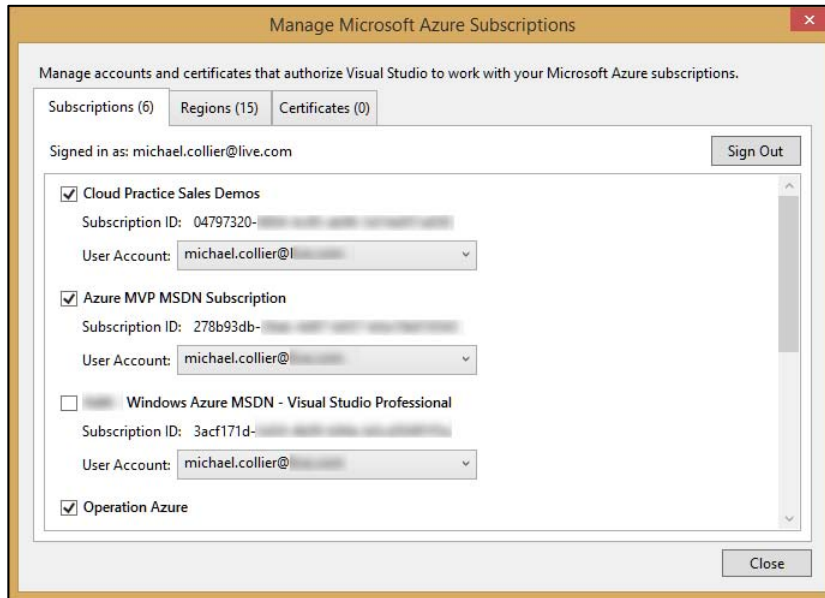 Manage Microsoft Azure Subscriptions
Manage accounts and certificates that authorize Visual Studio to work with your Microsoft Azure subscriptions.
Subscriptions (6) Regions (15) Certificates (0)
Signed in as: michael.collier@live.com Sign Out
Cloud Practice Sales Demos
Subscription ID: 04797320-
User Account: michael.collier@l
Azure MVP MSDN Subscription
Subscription ID: 278b93db-
User Account: michael.collier@
Windows Azure MSDN - Visual Studio Professional
Subscription ID: 3acf171d-
User Account: michael.collier@
Operation Azure
Close